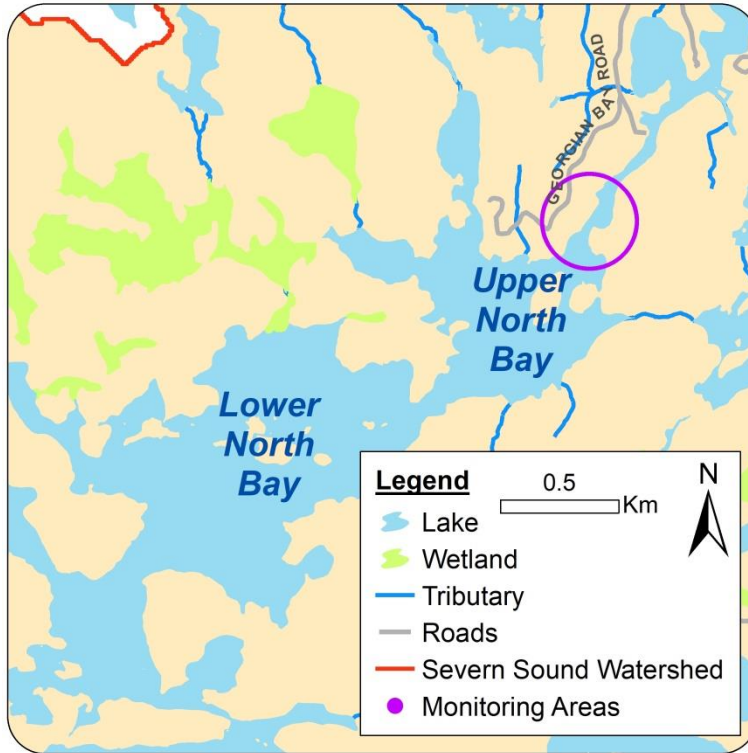 GEORGIAN BAY ROAD
Upper
North
Bay
Lower
North
Bay
Legend
0.5
Km
N
Lake
Wetland
Tributary
Roads
Severn Sound Watershed
Monitoring Areas